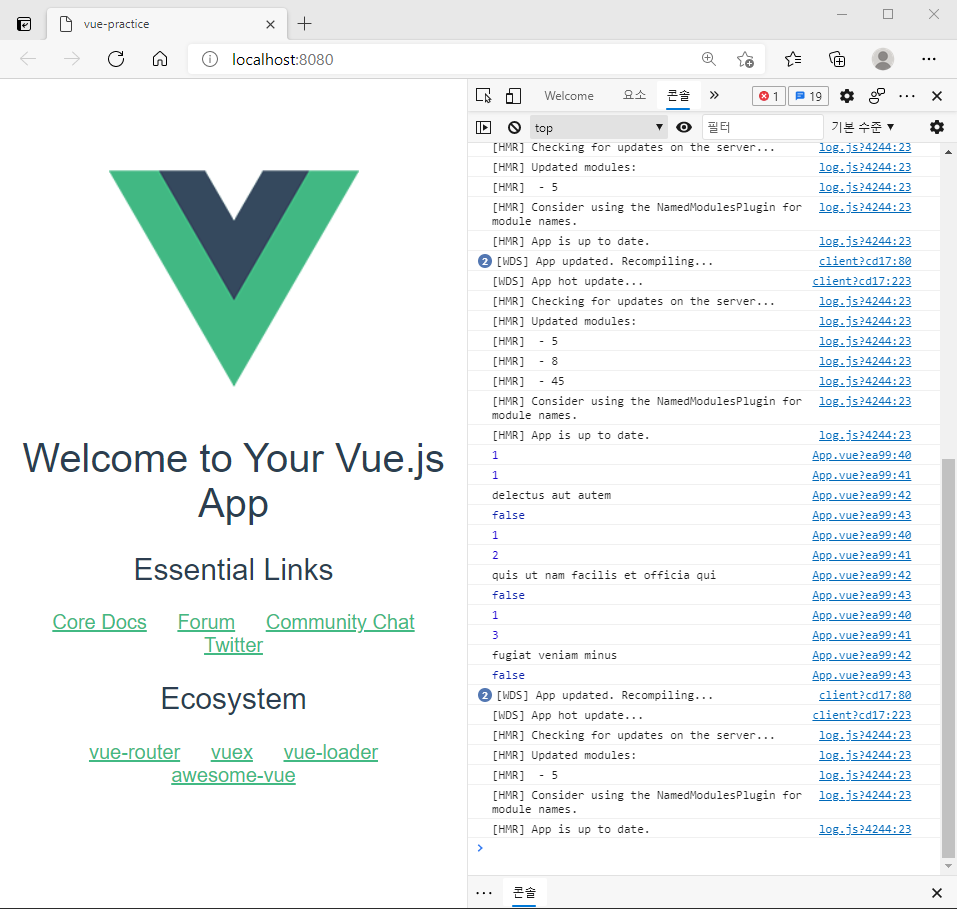 vue-practice
localhost:8080
Welcome to Your Vue.js
App
Essential Links
Core Docs Forum Community Chat
Twitter
Ecosystem
vue-router vuex vue-loader
awesome-vue
Welcome 요소 콘솔 » 1 19
top 필터 기본 수준
[HMR] Checking for updates on the server... log.js?4244:23
[HMR] Updated modules: log.js?4244:23
[HMR]  - 5 log.js?4244:23
[HMR] Consider using the NamedModulesPlugin for log.js?4244:23
module names.
[HMR] App is up to date. log.js?4244:23
2 [WDS] App updated. Recompiling... client?cd17:80
[WDS] App hot update... client?cd17:223
[HMR] Checking for updates on the server... log.js?4244:23
[HMR] Updated modules: log.js?4244:23
[HMR]  - 5 log.js?4244:23
[HMR]  - 8 log.js?4244:23
[HMR]  - 45 log.js?4244:23
[HMR] Consider using the NamedModulesPlugin for log.js?4244:23
module names.
[HMR] App is up to date. log.js?4244:23
1 App.vue?ea99:40
1 App.vue?ea99:41
delectus aut autem App.vue?ea99:42
false App.vue?ea99:43
1 App.vue?ea99:40
2 App.vue?ea99:41
quis ut nam facilis et officia qui App.vue?ea99:42
false App.vue?ea99:43
1 App.vue?ea99:40
3 App.vue?ea99:41
fugiat veniam minus App.vue?ea99:42
false App.vue?ea99:43
2 [WDS] App updated. Recompiling... client?cd17:80
[WDS] App hot update... client?cd17:223
[HMR] Checking for updates on the server... log.js?4244:23
[HMR] Updated modules: log.js?4244:23
[HMR]  - 5 log.js?4244:23
[HMR] Consider using the NamedModulesPlugin for log.js?4244:23
module names.
[HMR] App is up to date. log.js?4244:23
콘솔